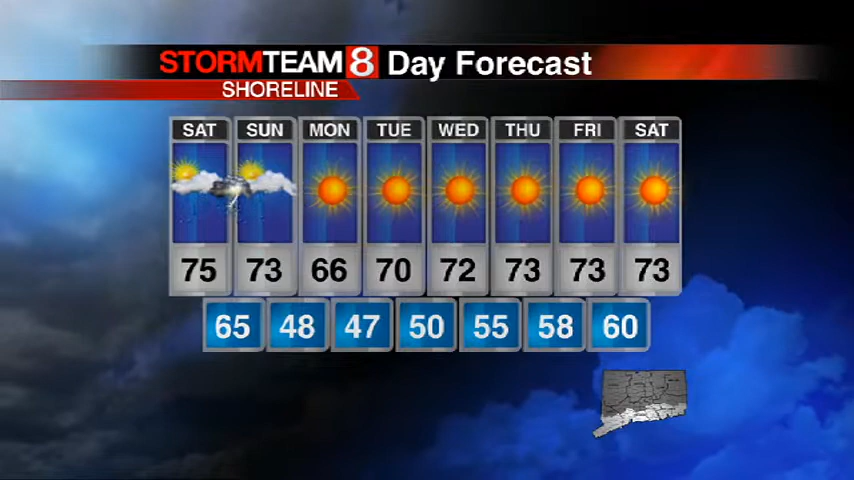 STORMTEAM 8 Day Forecast
SHORELINE
SAT SUN MON TUE WED THU FRI SAT
75 73 66 70 72 73 73 73
65 48 47 50 55 58 60